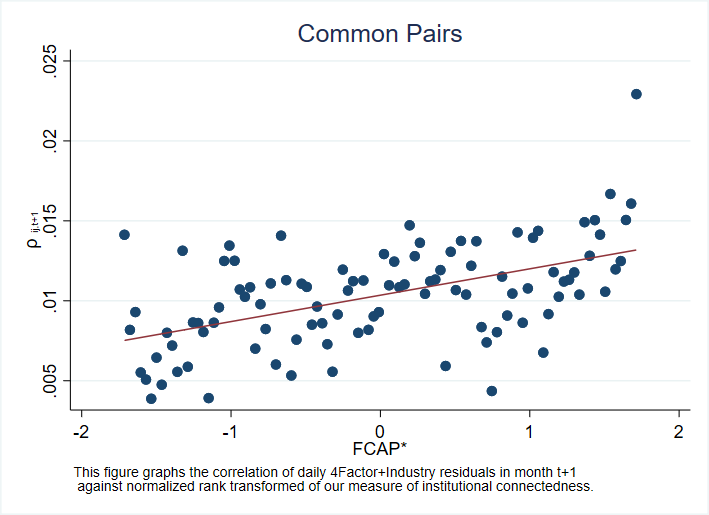 Common Pairs
.025
.02
.015
.01
.005
ρ ij,t+1
-2 -1 0 1 2
FCAP*
This figure graphs the correlation of daily 4Factor+Industry residuals in month t+1
against normalized rank transformed of our measure of institutional connectedness.